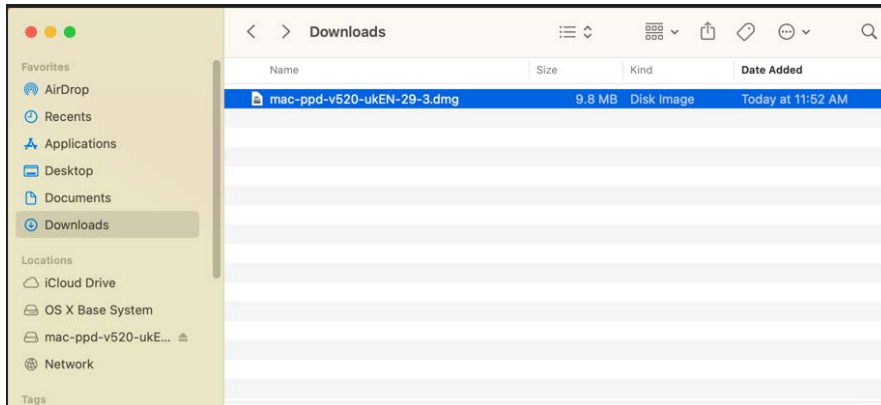 Downloads
Favorites
AirDrop
Recents
Applications
Desktop
Documents
Downloads
Locations
iCloud Drive
OS X Base System
mac-ppd-v520-ukE...
Network
Tags
Name Size Kind Date Added
mac-ppd-v520-ukEN-29-3.dmg 9.8 MB Disk Image Today at 11:52 AM